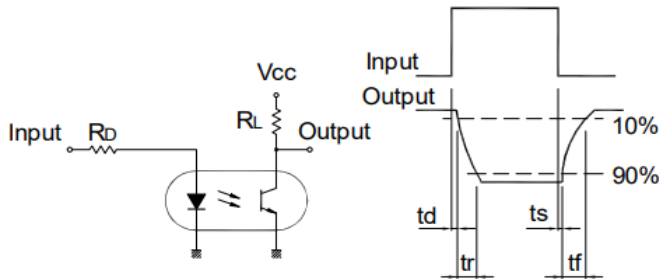 Vcc
Input
RD
RL
Output
Input
Output
10%
90%
td
ts
tr
tf